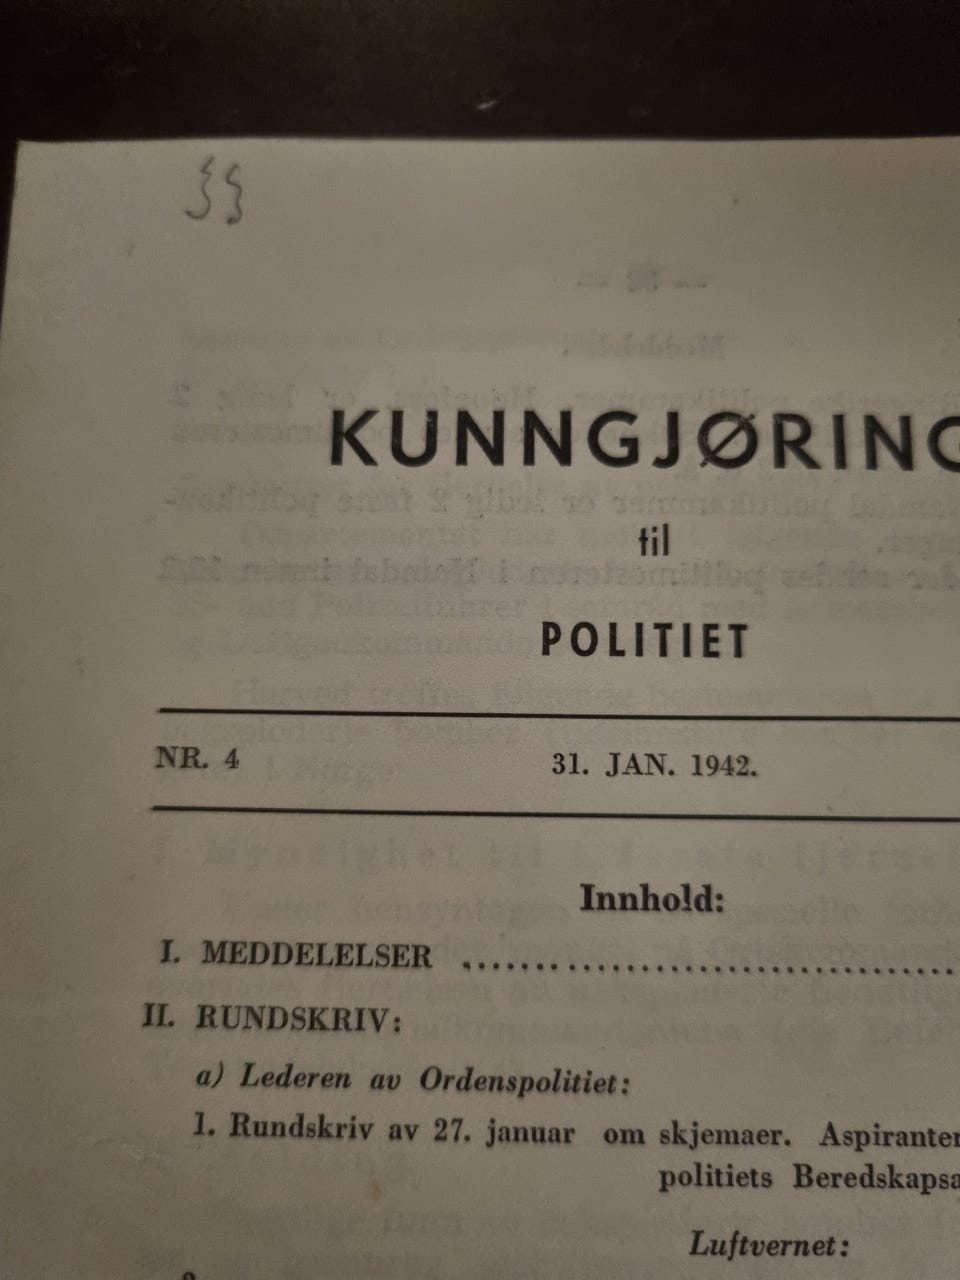 §§
KUNNGJØRING
til
POLITIET
NR. 4 31. JAN. 1942.
Innhold:
I. MEDDELELSER ........................................
II. RUNDSKRIV:
a) Lederen av Ordenspolitiet:
1. Rundskriv av 27. januar om skjemaer. Aspiranter
politiets Beredskapsa
Luftvernet: